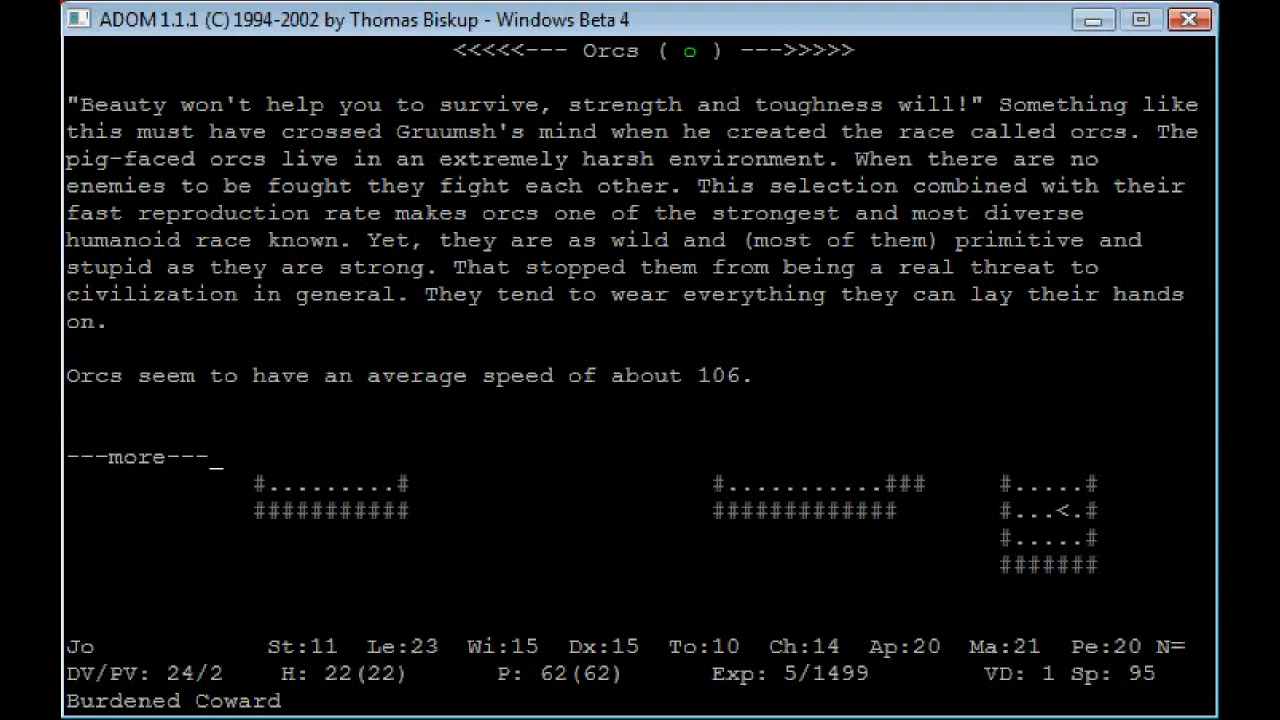 ADOM 1.1.1 (C) 1994-2002 by Thomas Biskup - Windows Beta 4
<<<<<--- Orcs ( o ) --->>>>>
"Beauty won't help you to survive, strength and toughness will!" Something like
this must have crossed Gruumsh's mind when he created the race called orcs. The
pig-faced orcs live in an extremely harsh environment. When there are no
enemies to be fought they fight each other. This selection combined with their
fast reproduction rate makes orcs one of the strongest and most diverse
humanoid race known. Yet, they are as wild and (most of them) primitive and
stupid as they are strong. That stopped them from being a real threat to
civilization in general. They tend to wear everything they can lay their hands
on.
Orcs seem to have an average speed of about 106.
---more---_
#.........# #...........### #.....#
########### ############# #...<.#
#.....#
#######
Jo St:11 Le:23 Wi:15 Dx:15 To:10 Ch:14 Ap:20 Ma:21 Pe:20 N=
DV/PV: 24/2 H: 22(22) P: 62(62) Exp: 5/1499 VD: 1 Sp: 95
Burdened Coward